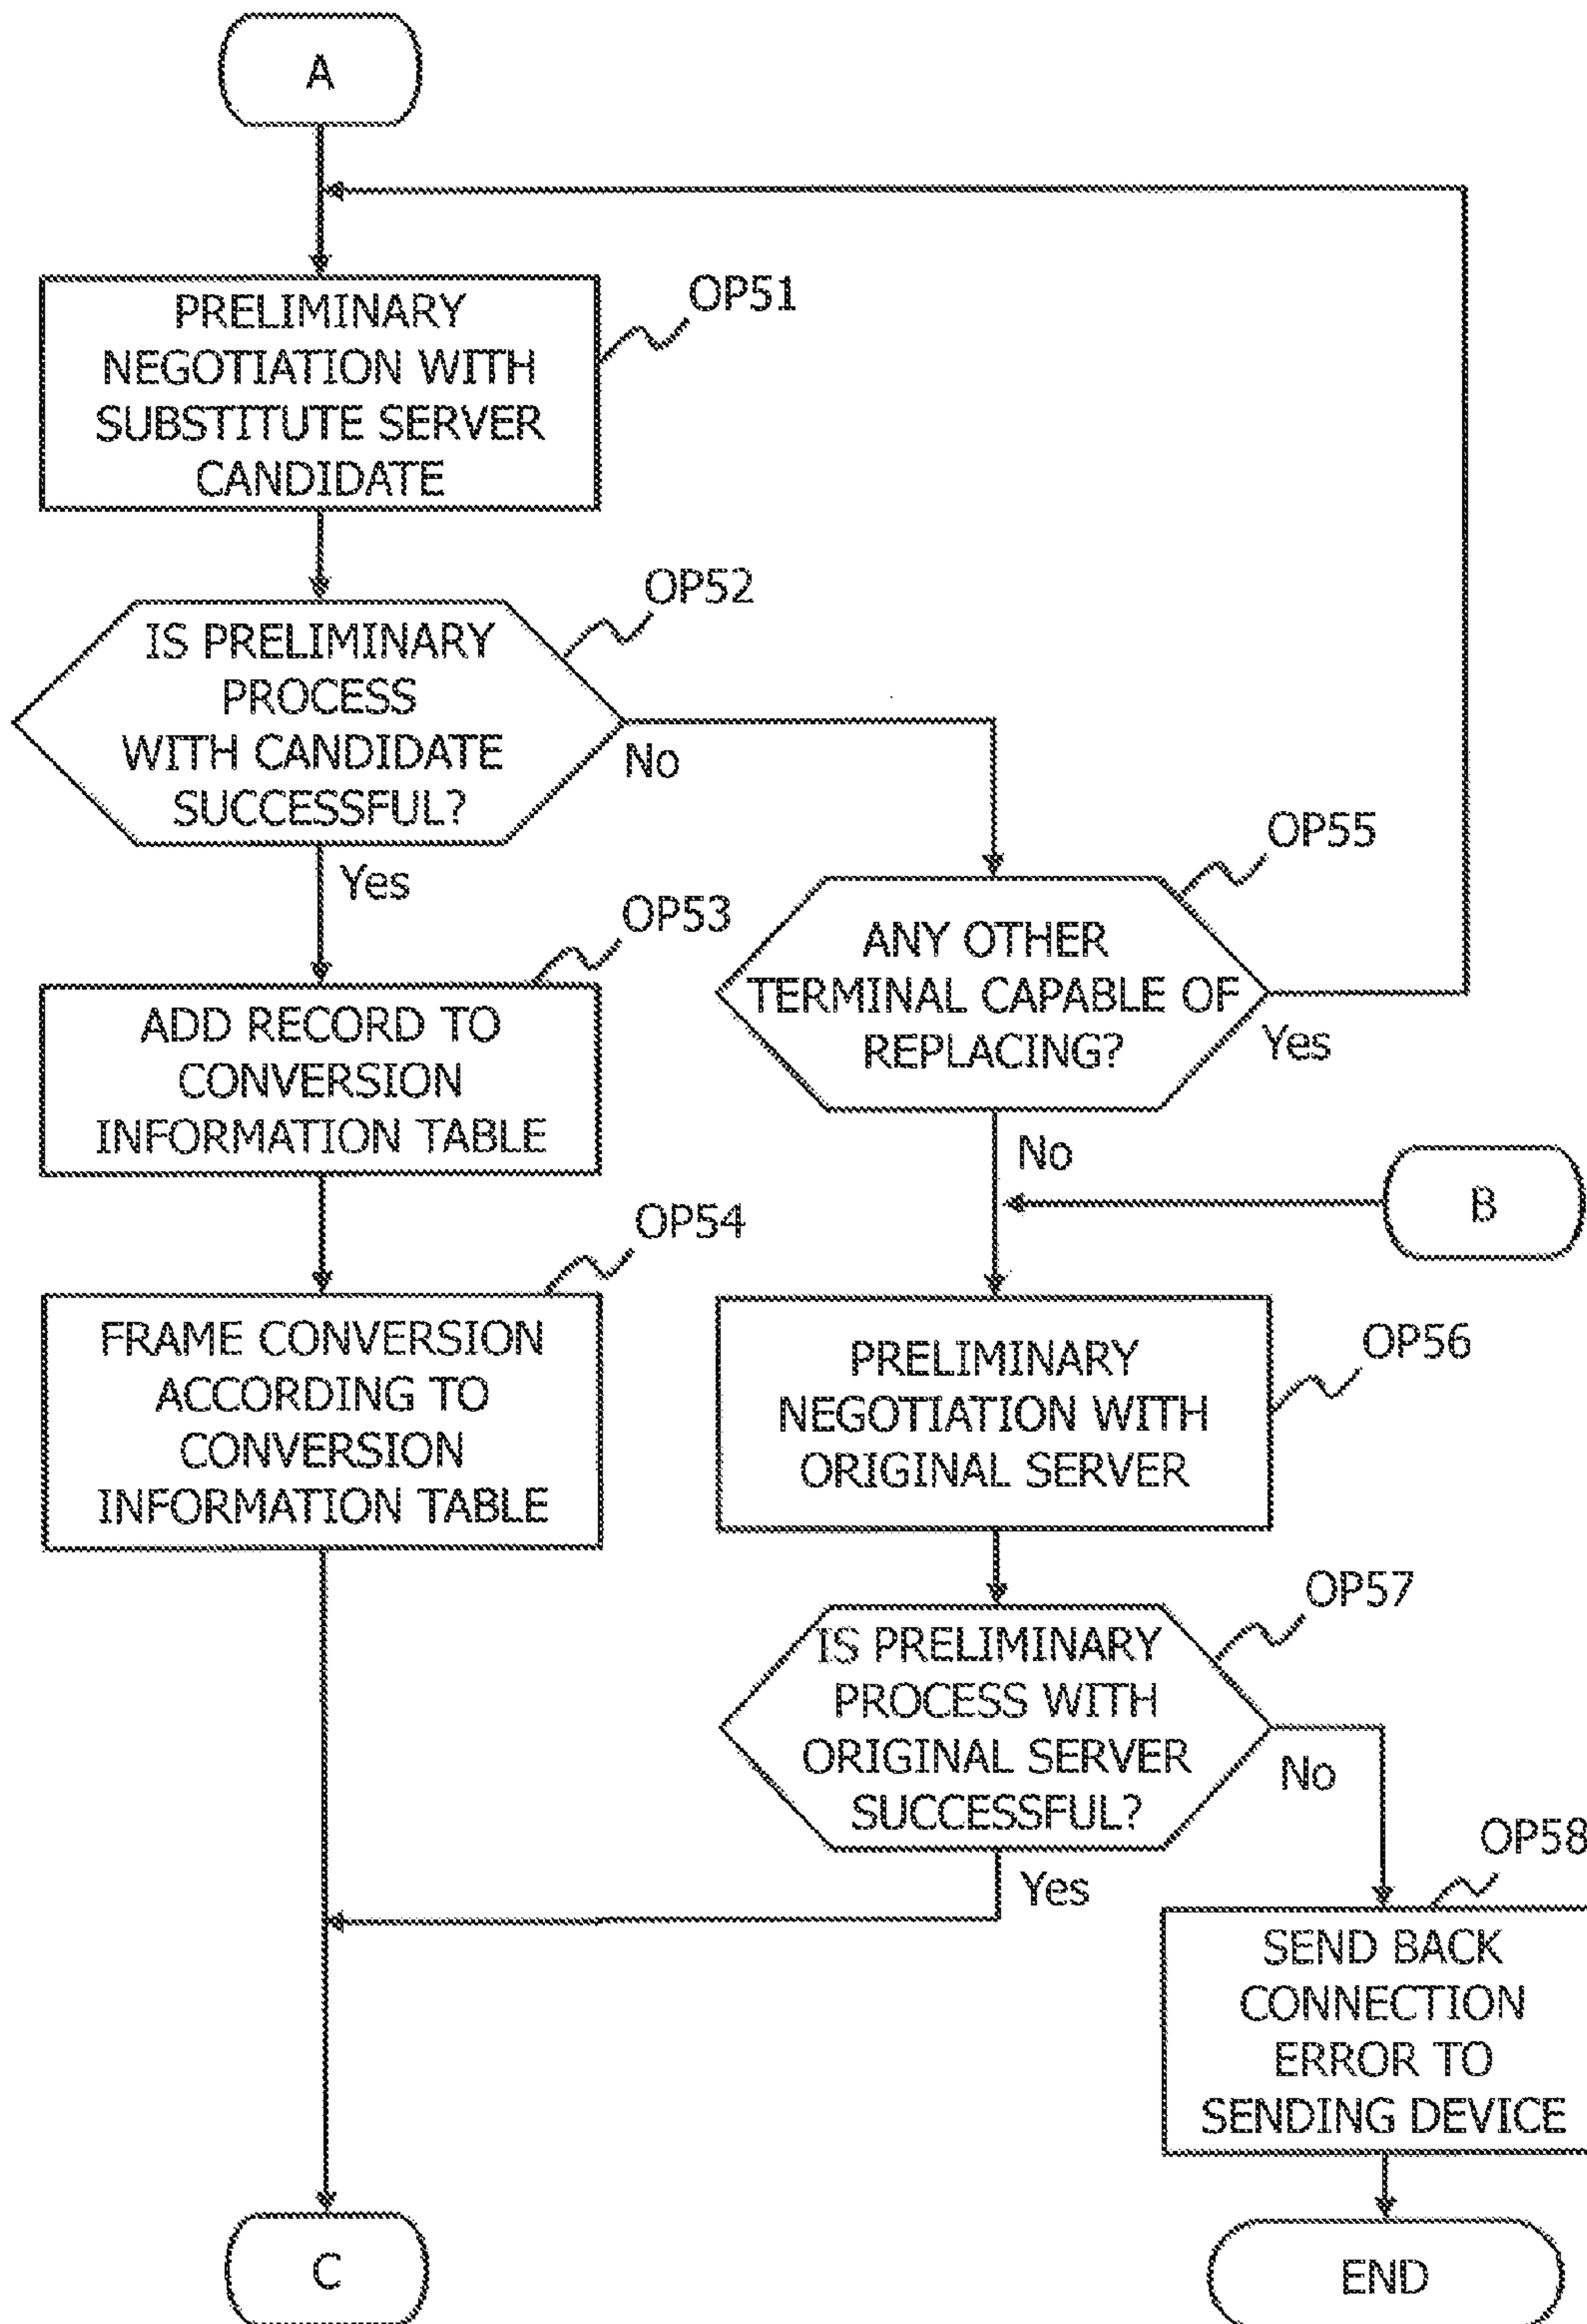 A
OP51
PRELIMINARY
NEGOTIATION WITH
SUBSTITUTE SERVER
CANDIDATE
OP52
IS PRELIMINARY
PROCESS
WITH CANDIDATE
SUCCESSFUL?
No
Yes
OP53
ADD RECORD TO
CONVERSION
INFORMATION TABLE
OP54
FRAME CONVERSION
ACCORDING TO
CONVERSION
INFORMATION TABLE
OP55
ANY OTHER
TERMINAL CAPABLE OF
REPLACING?
Yes
No
B
OP56
PRELIMINARY
NEGOTIATION WITH
ORIGINAL SERVER
OP57
IS PRELIMINARY
PROCESS WITH
ORIGINAL SERVER
SUCCESSFUL?
No
Yes
OP58
SEND BACK
CONNECTION
ERROR TO
SENDING DEVICE
C
END